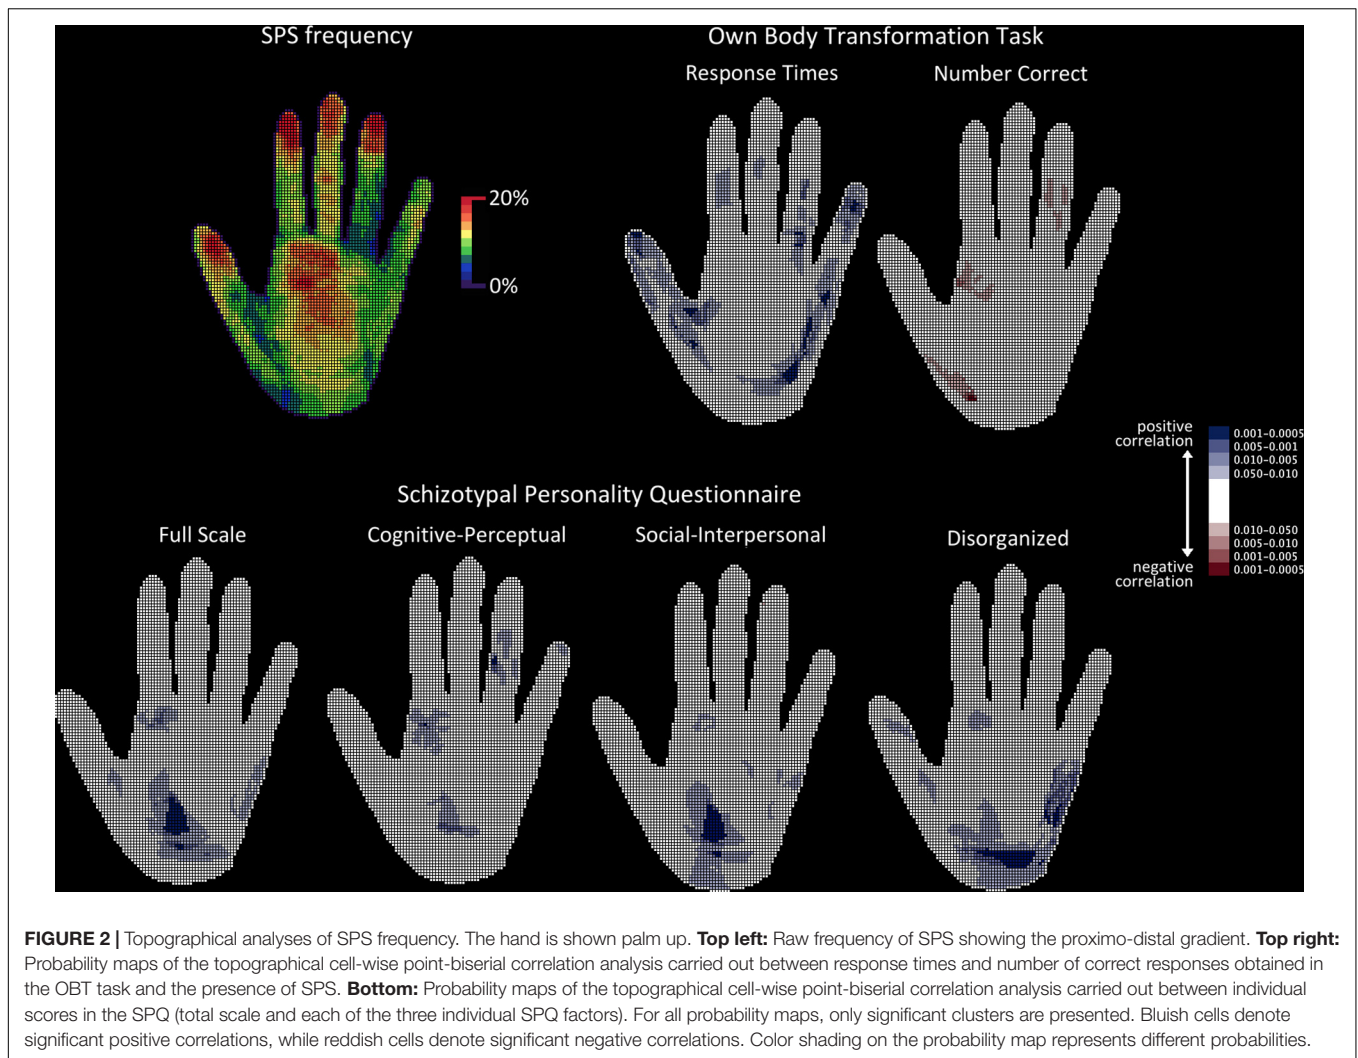 SPS frequency
Own Body Transformation Task
Response Times
Number Correct
20%
0%
positive
correlation
0.001–0.0005
0.005–0.001
0.010–0.005
0.050–0.010
0.010–0.050
0.005–0.010
0.001–0.005
0.001–0.0005
negative
correlation
Schizotypal Personality Questionnaire
Full Scale
Cognitive-Perceptual
Social-Interpersonal
Disorganized
FIGURE 2 | Topographical analyses of SPS frequency. The hand is shown palm up. Top left: Raw frequency of SPS showing the proximo-distal gradient. Top right:
Probability maps of the topographical cell-wise point-biserial correlation analysis carried out between response times and number of correct responses obtained in
the OBT task and the presence of SPS. Bottom: Probability maps of the topographical cell-wise point-biserial correlation analysis carried out between individual
scores in the SPQ (total scale and each of the three individual SPQ factors). For all probability maps, only significant clusters are presented. Bluish cells denote
significant positive correlations, while reddish cells denote significant negative correlations. Color shading on the probability map represents different probabilities.